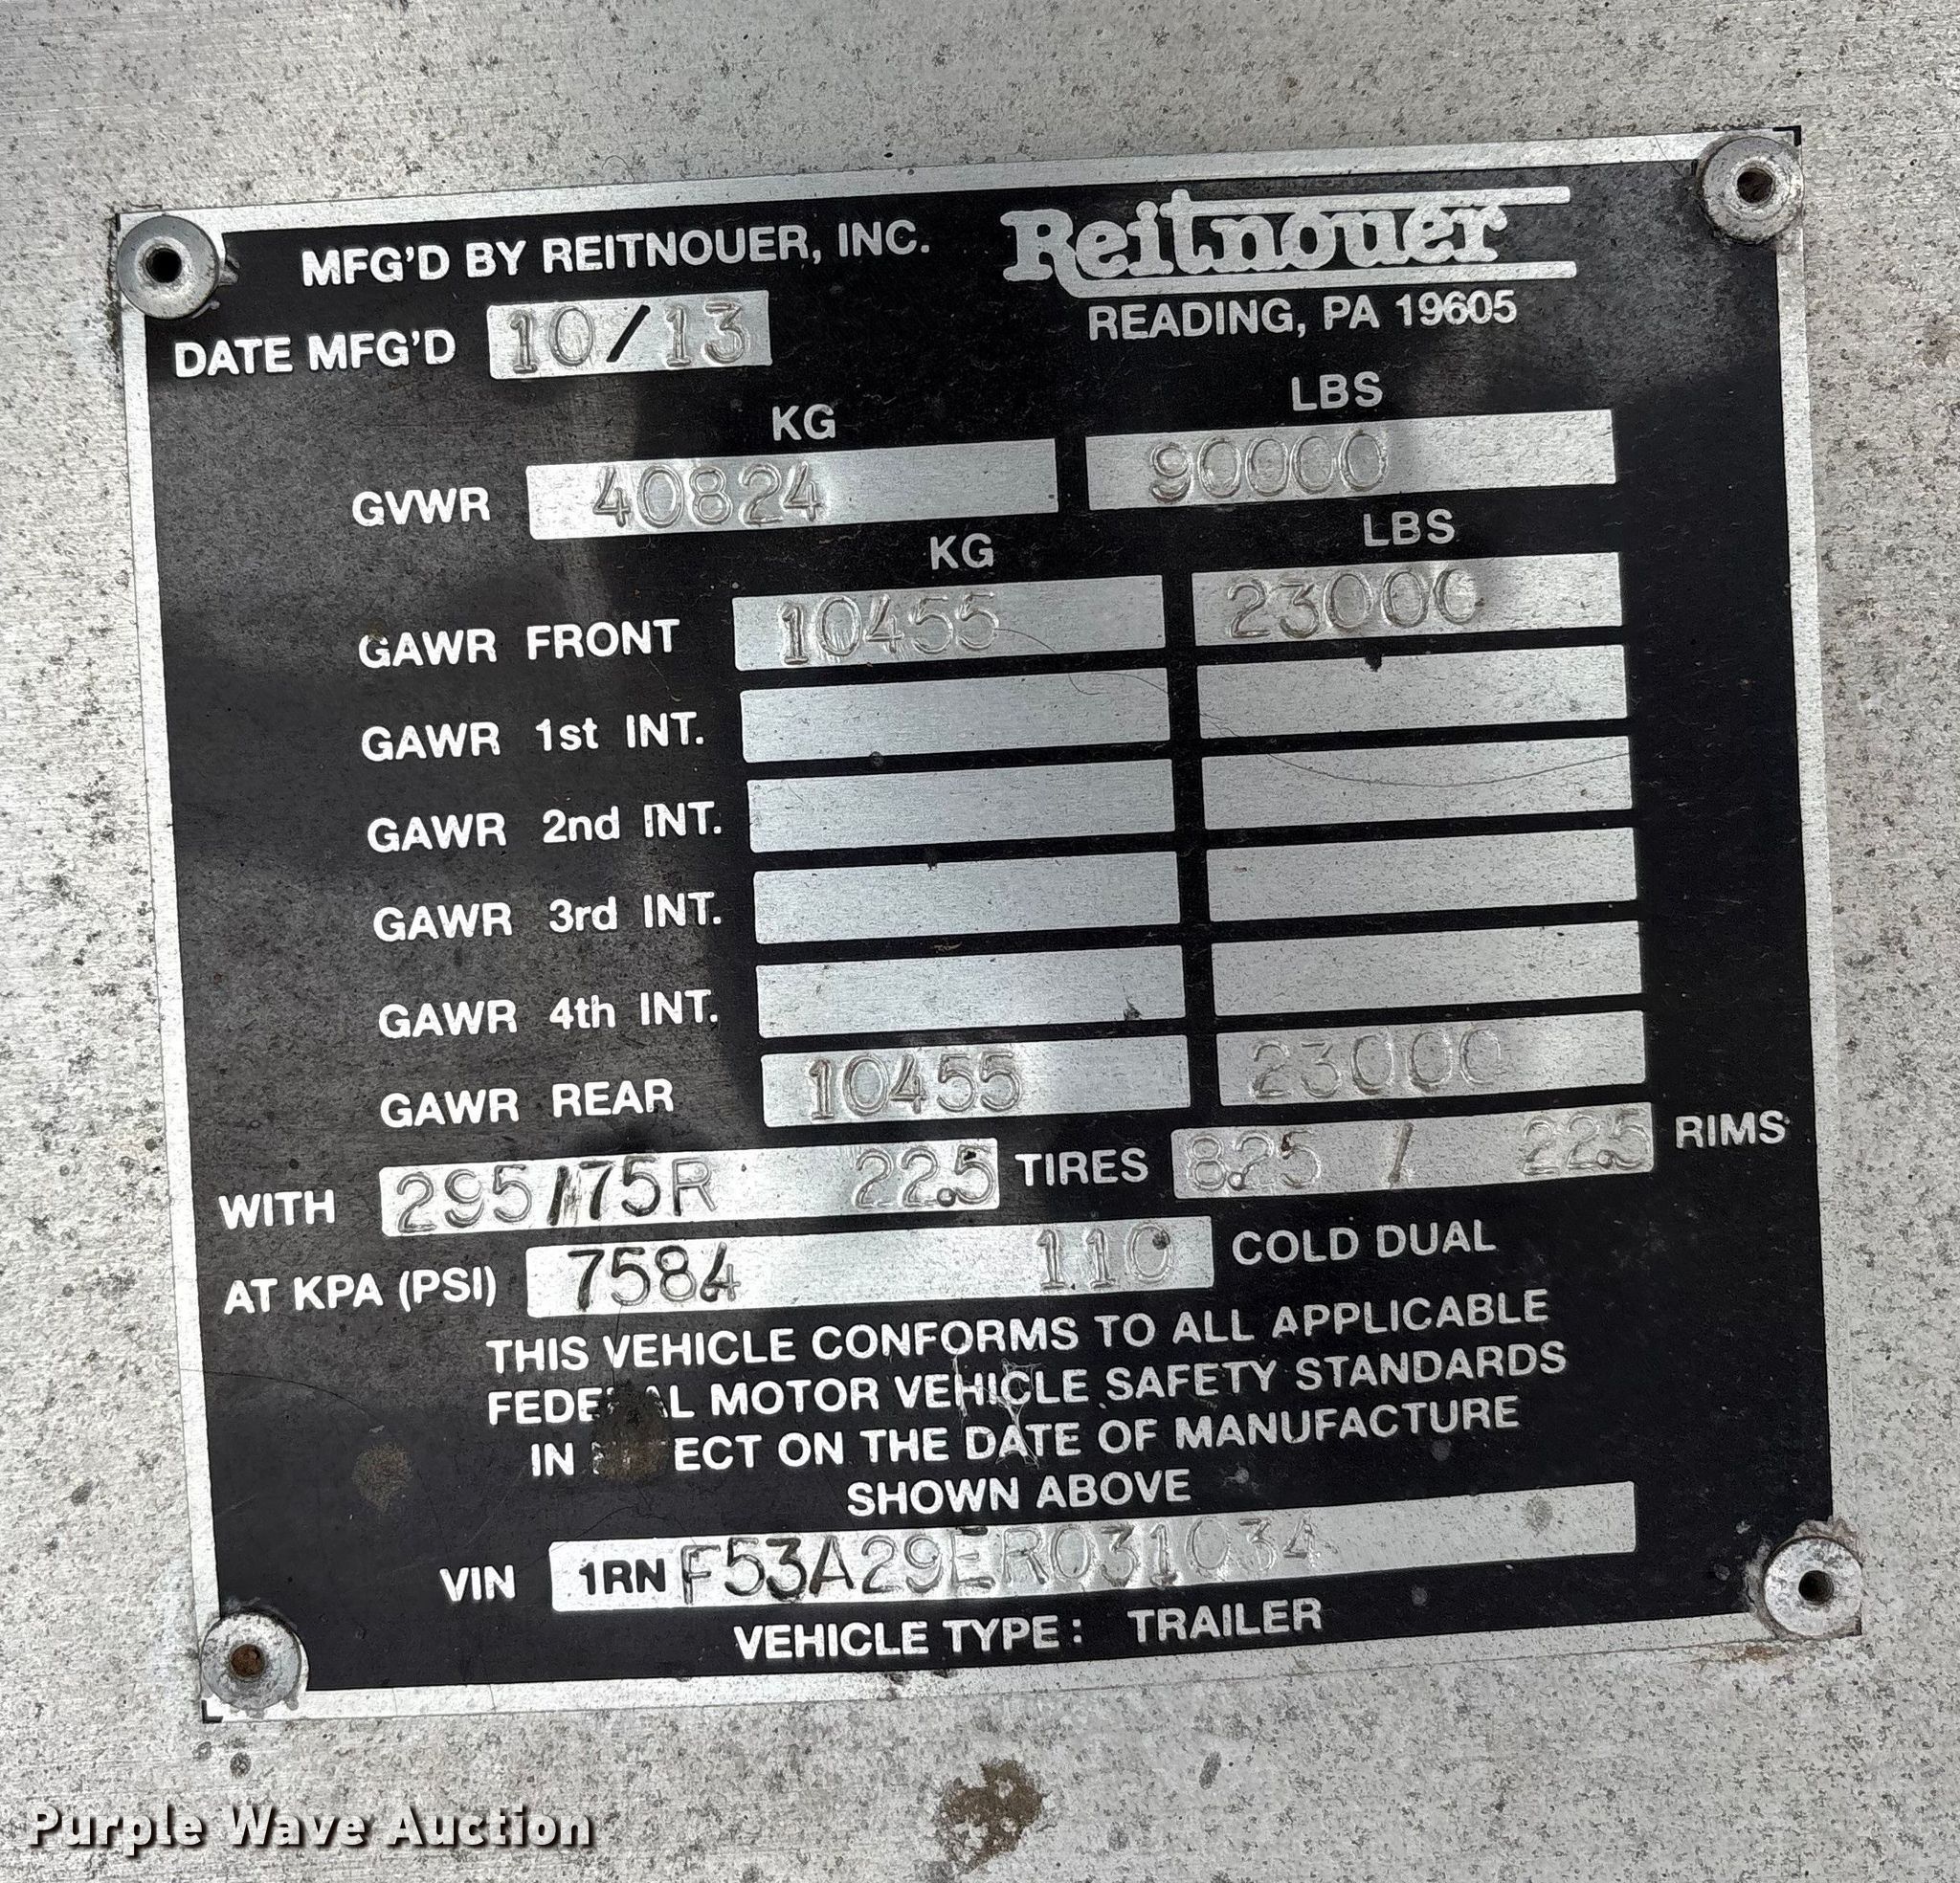 MFG'D BY REITNOUER, INC. Reitnouer
READING, PA 19605
DATE MFG'D 10/13
KG LBS
GVWR 40824 90000
KG LBS
GAWR FRONT 10455 23000
GAWR 1st INT.
GAWR 2nd INT.
GAWR 3rd INT.
GAWR 4th INT.
GAWR REAR 10455 23000
WITH 295/75R 22.5 TIRES 8.25 / 22.5 RIMS
AT KPA (PSI) 7584 110 COLD DUAL
THIS VEHICLE CONFORMS TO ALL APPLICABLE
FEDERAL MOTOR VEHICLE SAFETY STANDARDS
IN EFFECT ON THE DATE OF MANUFACTURE
SHOWN ABOVE
VIN 1RNF53A29ER031034
VEHICLE TYPE: TRAILER
Purple Wave Auction